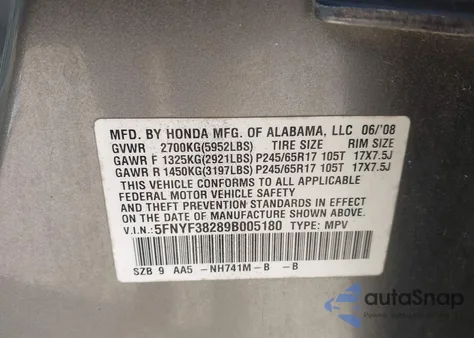 MFD. BY HONDA MFG. OF ALABAMA, LLC 06/'08
GVWR 2700KG(5952LBS) TIRE SIZE RIM SIZE
GAWR F 1325KG(2921LBS) P245/65R17 105T 17X7.5J
GAWR R 1450KG(3197LBS) P245/65R17 105T 17X7.5J
THIS VEHICLE CONFORMS TO ALL APPLICABLE
FEDERAL MOTOR VEHICLE SAFETY
AND THEFT PREVENTION STANDARDS IN EFFECT
ON THE DATE OF MANUFACTURE SHOWN ABOVE.
V.I.N.: 5FNYF38289B005180 TYPE: MPV
SZB 9 AA5 -NH741M-B -B
autoSnap